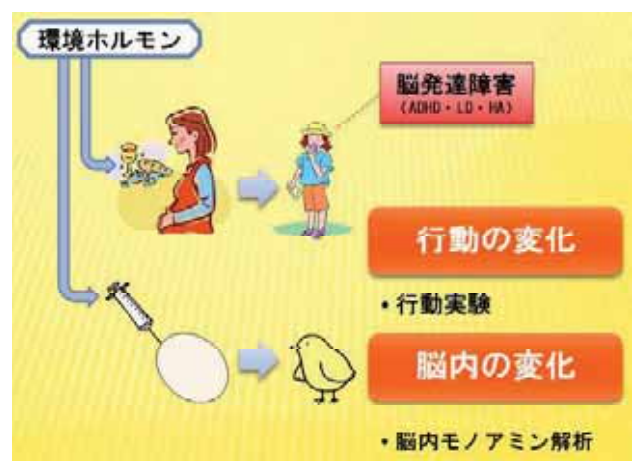 環境ホルモン
脳発達障害
(ADHD・LD・HA)
行動の変化
・行動実験
脳内の変化
・脳内モノアミン解析